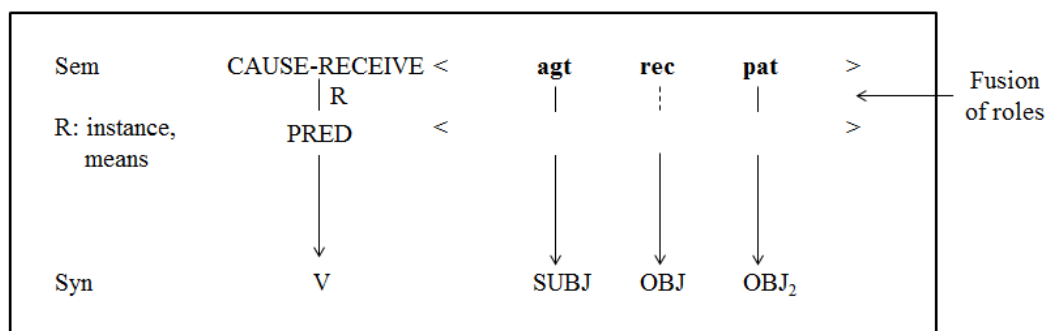 Sem CAUSE-RECEIVE < agt rec pat >
R
Fusion
of roles
R: instance,
means
PRED < >
Syn V SUBJ OBJ OBJ₂